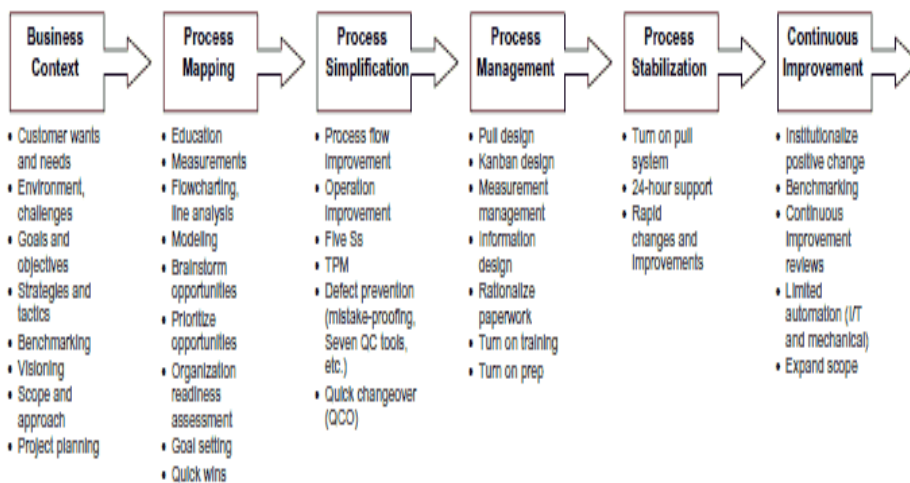 Business
Context
Process
Mapping
Process
Simplification
Process
Management
Process
Stabilization
Continuous
Improvement
• Customer wants
and needs
• Environment,
challenges
• Goals and
objectives
• Strategies and
tactics
• Benchmarking
• Visioning
• Scope and
approach
• Project planning
• Education
• Measurements
• Flowcharting,
line analysis
• Modeling
• Brainstorm
opportunities
• Prioritize
opportunities
• Organization
readiness
assessment
• Goal setting
• Quick wins
• Process flow
Improvement
• Operation
Improvement
• Five Ss
• TPM
• Defect prevention
(mistake-proofing,
Seven QC tools,
etc.)
• Quick changeover
(QCO)
• Pull design
• Kanban design
• Measurement
management
• Information
design
• Rationalize
paperwork
• Turn on training
• Turn on prep
• Turn on pull
system
• 24-hour support
• Rapid
changes and
Improvements
• Institutionalize
positive change
• Benchmarking
• Continuous
Improvement
reviews
• Limited
automation (I/T
and mechanical)
• Expand scope